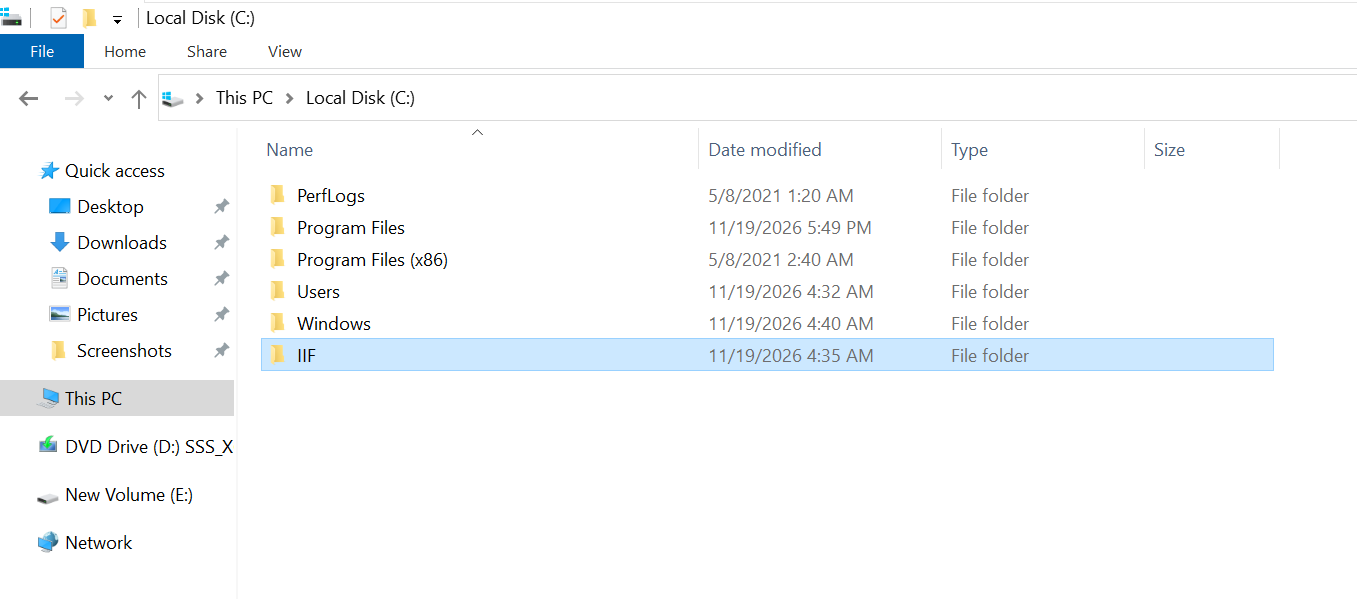 Local Disk (C:)
File Home Share View
This PC Local Disk (C:)
Name Date modified Type Size
Quick access
Desktop
Downloads
Documents
Pictures
Screenshots
This PC
DVD Drive (D:) SSS_X
New Volume (E:)
Network
PerfLogs 5/8/2021 1:20 AM File folder
Program Files 11/19/2026 5:49 PM File folder
Program Files (x86) 5/8/2021 2:40 AM File folder
Users 11/19/2026 4:32 AM File folder
Windows 11/19/2026 4:40 AM File folder
IIF 11/19/2026 4:35 AM File folder